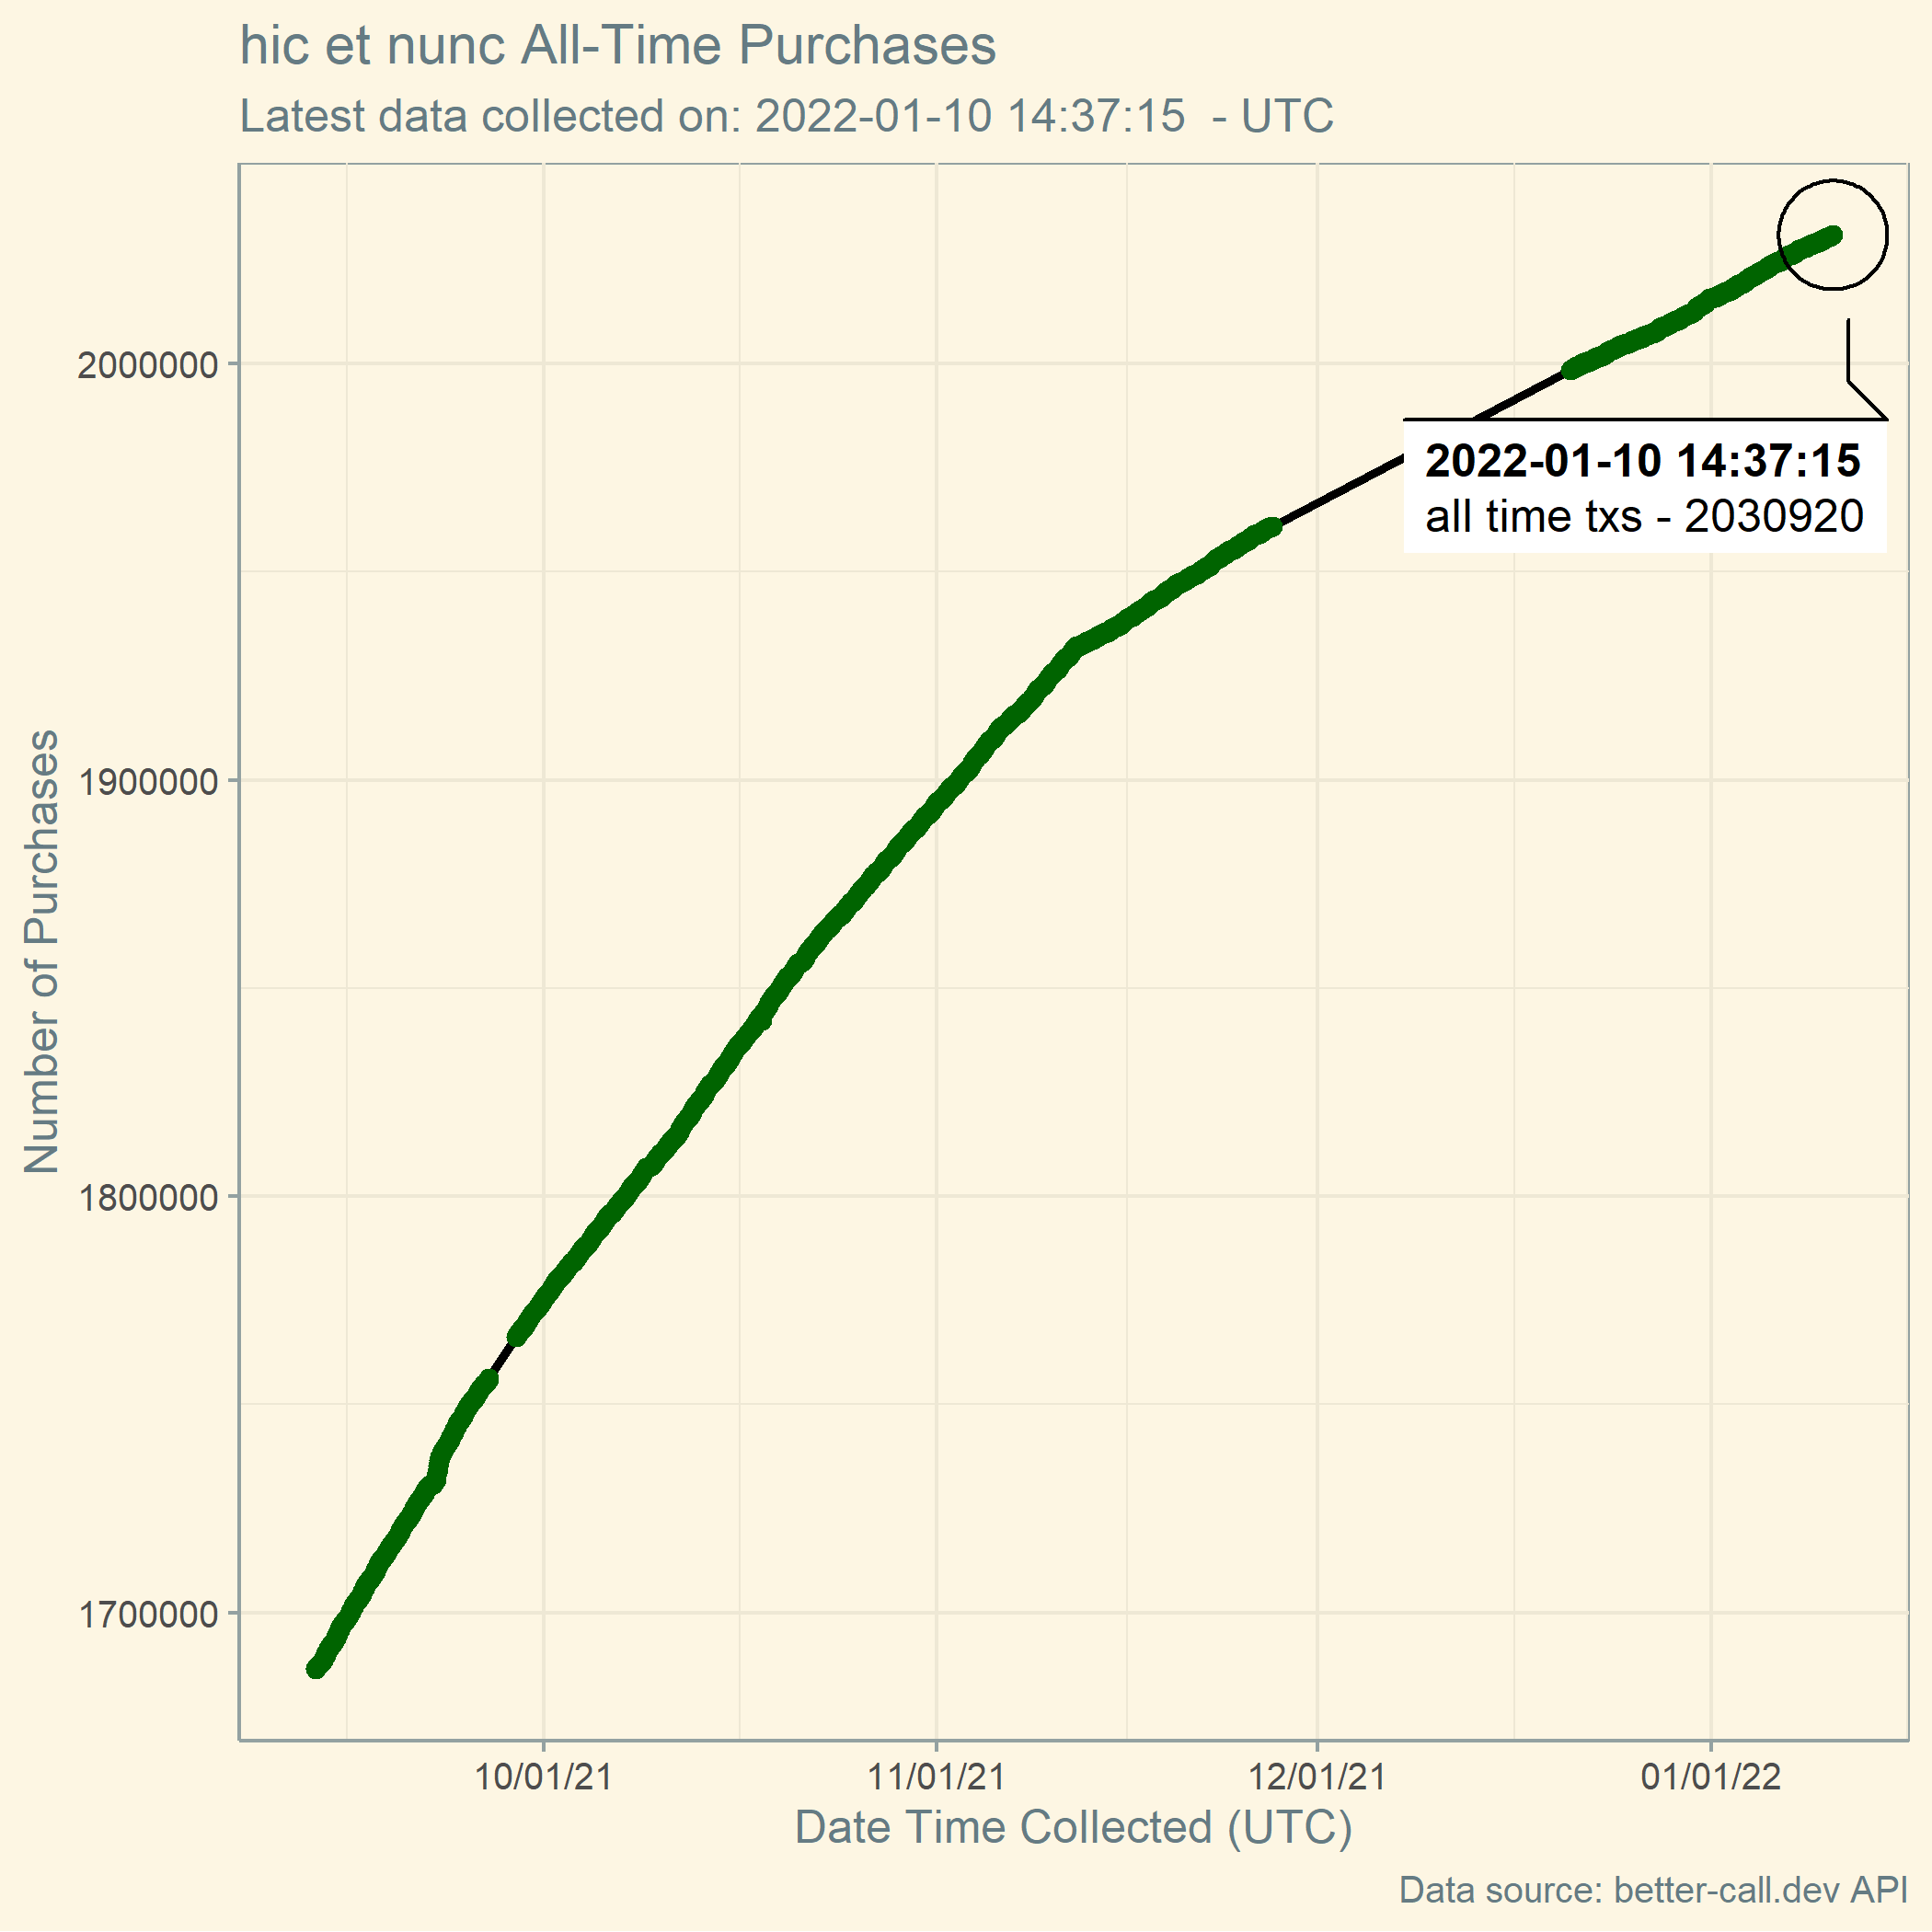 hic et nunc All-Time Purchases
Latest data collected on: 2022-01-10 14:37:15  - UTC
Number of Purchases
2000000
1900000
1800000
1700000
2022-01-10 14:37:15
all time txs - 2030920
10/01/21
11/01/21
12/01/21
01/01/22
Date Time Collected (UTC)
Data source: better-call.dev API